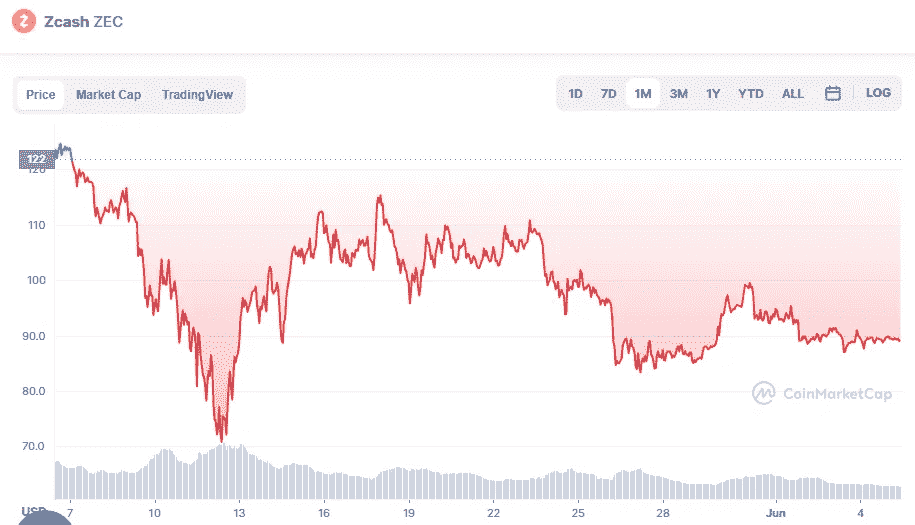 Zcash ZEC
Price Market Cap TradingView 1D 7D 1M 3M 1Y YTD ALL LOG
122
120
110
100
90.0
80.0
CoinMarketCap
70.0
USD
7 10 13 16 19 22 25 28 Jun 4